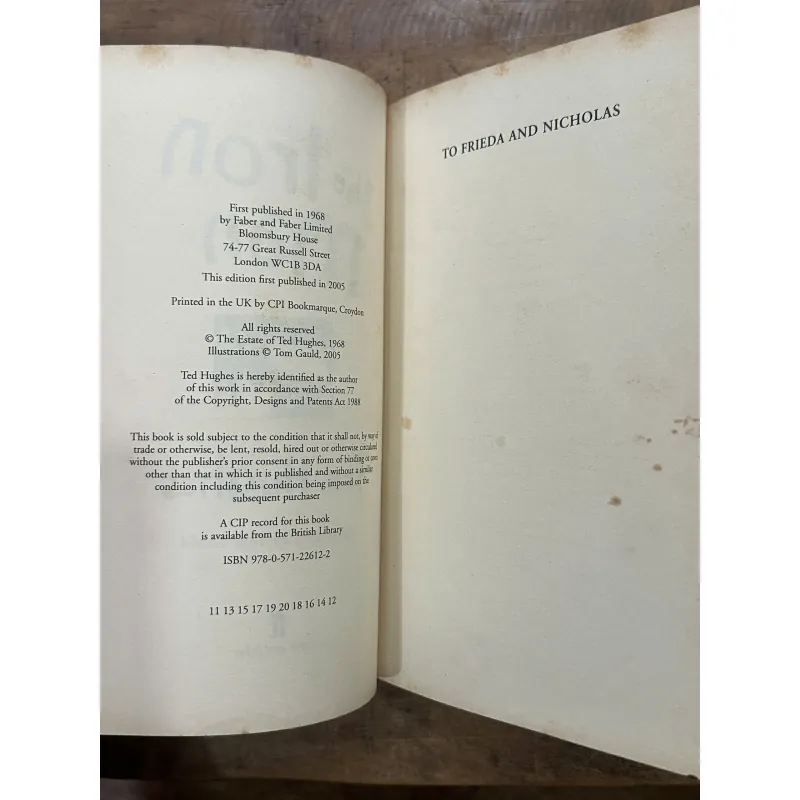 First published in 1968
by Faber and Faber Limited
Bloomsbury House
74-77 Great Russell Street
London WC1B 3DA
This edition first published in 2005
Printed in the UK by CPI Bookmarque, Croydon
All rights reserved
© The Estate of Ted Hughes, 1968
Illustrations © Tom Gauld, 2005
Ted Hughes is hereby identified as the author
of this work in accordance with Section 77
of the Copyright, Designs and Patents Act 1988
This book is sold subject to the condition that it shall not, by way of
trade or otherwise, be lent, resold, hired out or otherwise circulated
without the publisher's prior consent in any form of binding or cover
other than that in which it is published and without a similar
condition including this condition being imposed on the
subsequent purchaser
A CIP record for this book
is available from the British Library
ISBN 978-0-571-22612-2
11 13 15 17 19 20 18 16 14 12
TO FRIEDA AND NICHOLAS